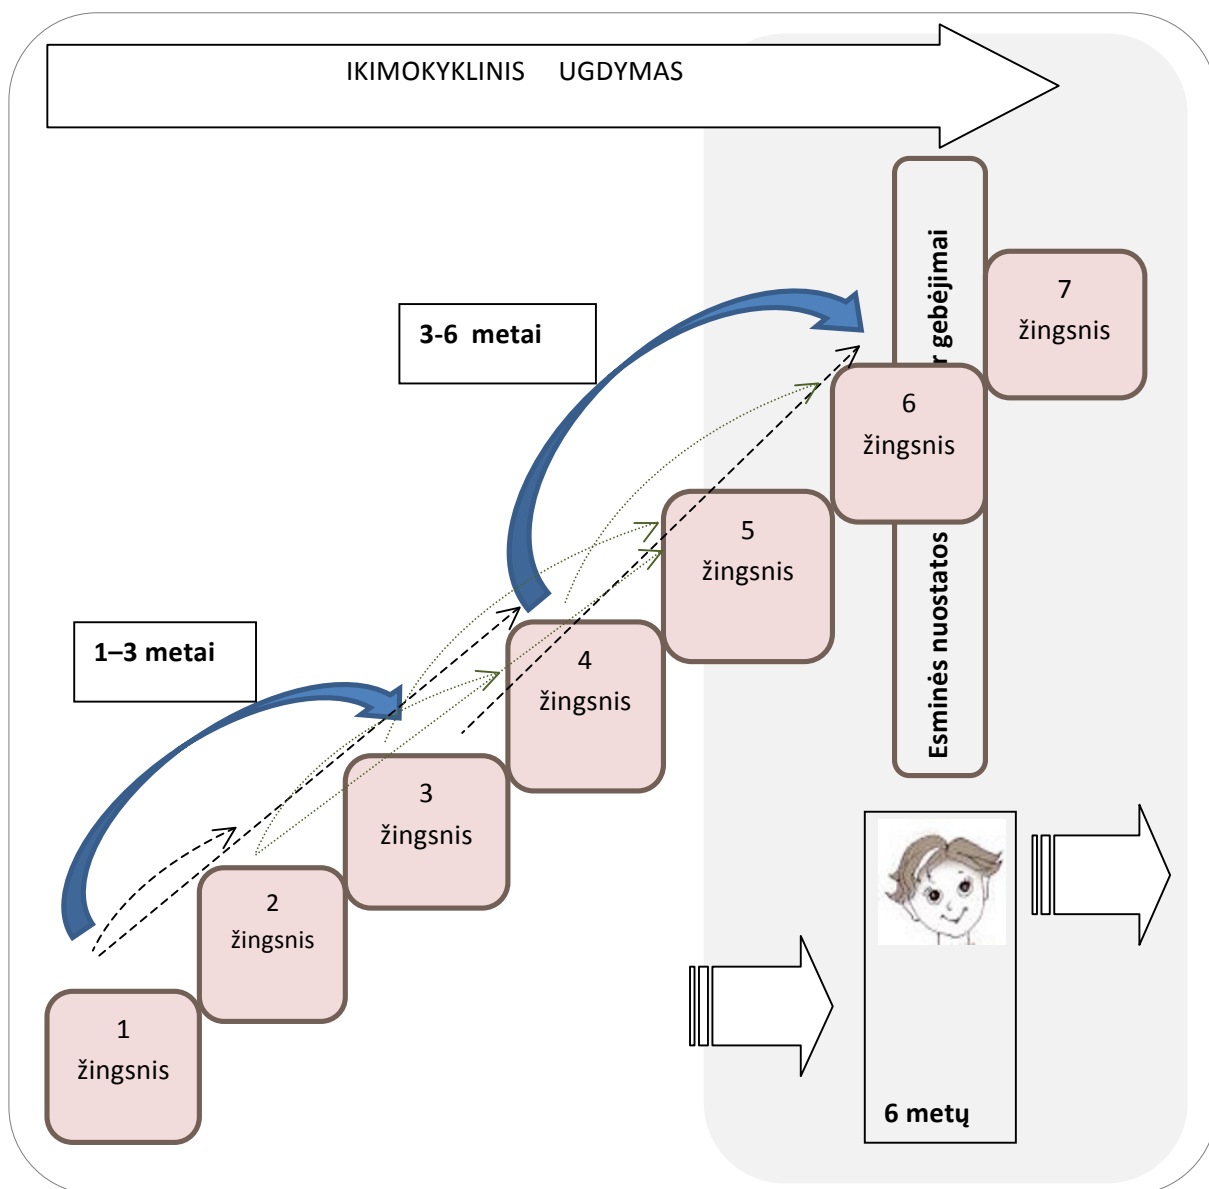 IKIMOKYKLINIS UGDYMAS
7
žingsnis
3-6 metai
6
žingsnis
Esminės nuostatos
r gebėjimai
5
žingsnis
1–3 metai
4
žingsnis
3
žingsnis
2
žingsnis
1
žingsnis
6 metų